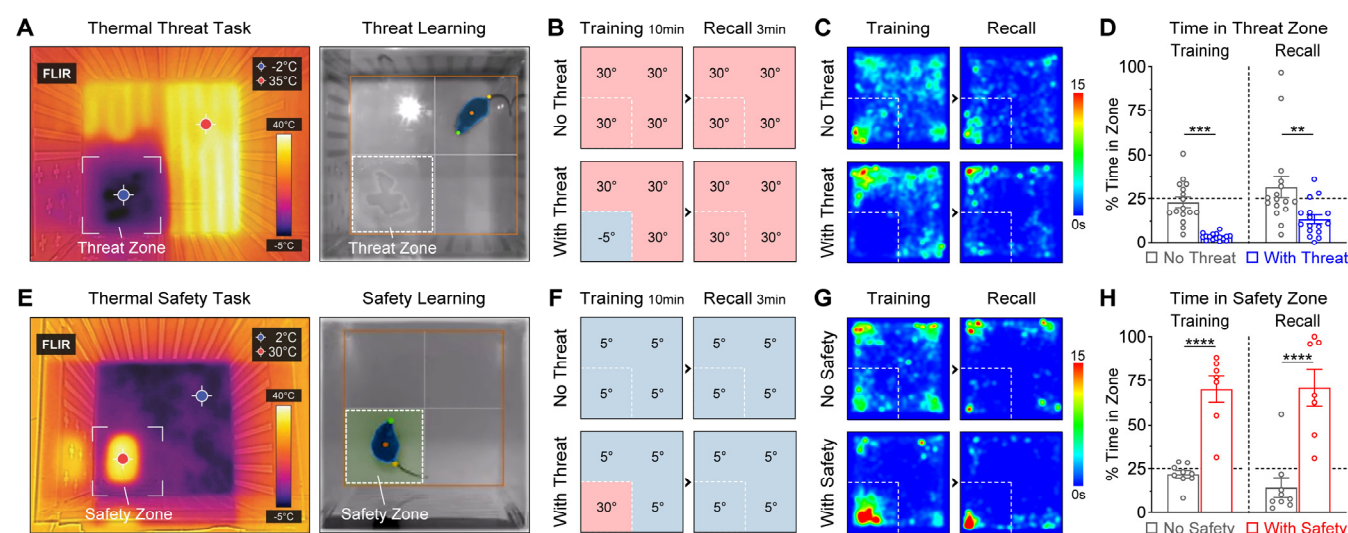 A
Thermal Threat Task
FLIR
-2°C
35°C
40°C
-5°C
Threat Zone
Threat Learning
Threat Zone
B
Training 10min
Recall 3min
No Threat
30° 30° 30° 30°
30° 30° 30° 30°
With Threat
30° 30° 30° 30°
-5° 30° 30° 30°
C
Training
Recall
No Threat
With Threat
15
0s
D
Time in Threat Zone
Training
Recall
% Time in Zone
100
75
50
25
0
***
**
No Threat
With Threat
E
Thermal Safety Task
FLIR
2°C
30°C
40°C
-5°C
Safety Zone
Safety Learning
Safety Zone
F
Training 10min
Recall 3min
No Threat
5° 5° 5° 5°
5° 5° 5° 5°
With Threat
5° 5° 5° 5°
30° 5° 5° 5°
G
Training
Recall
No Safety
With Safety
15
0s
H
Time in Safety Zone
Training
Recall
% Time in Zone
100
75
50
25
0
****
****
No Safety
With Safety